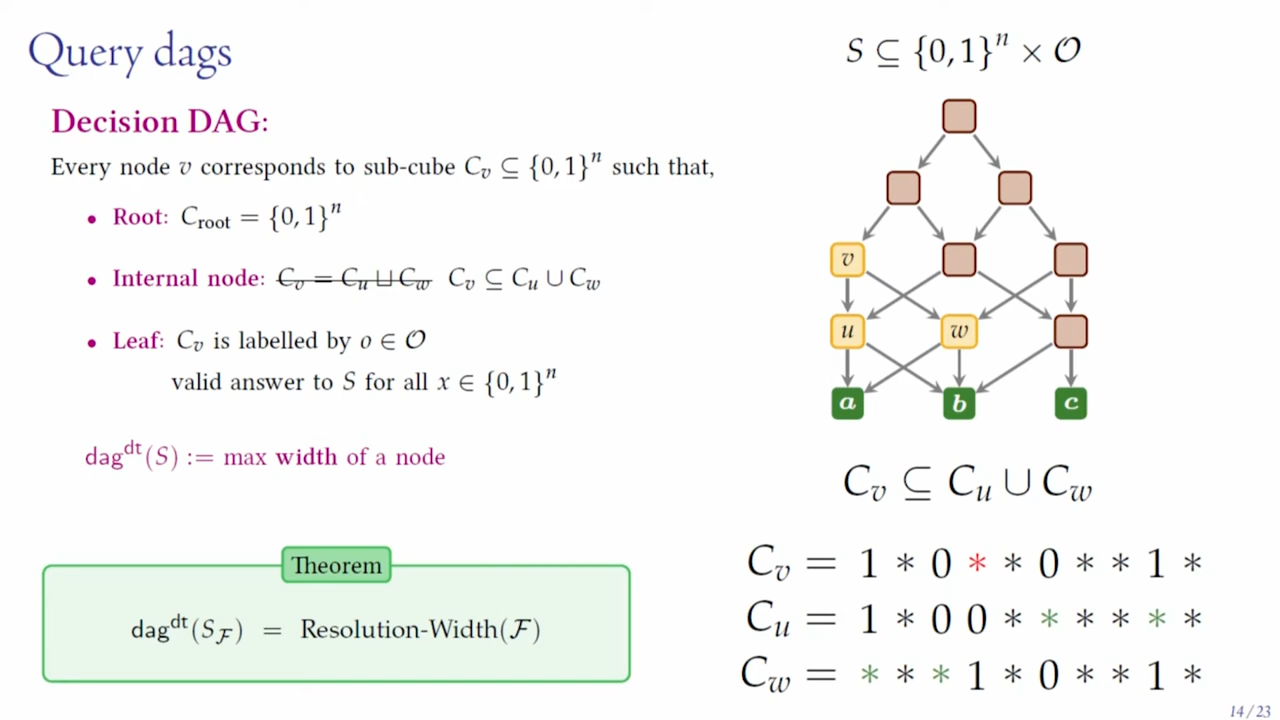 Query dags
Decision DAG:
Every node v corresponds to sub-cube C_v ⊆ {0,1}^n such that,
• Root: C_root = {0,1}^n
• Internal node: ~~C_v = C_u ⊔ C_w~~ C_v ⊆ C_u ∪ C_w
• Leaf: C_v is labelled by o ∈ 𝒪
valid answer to S for all x ∈ {0,1}^n
dag^dt(S) := max width of a node
Theorem
dag^dt(S_ℱ) = Resolution-Width(ℱ)
S ⊆ {0,1}^n × 𝒪
v
u w
a b c
C_v ⊆ C_u ∪ C_w
C_v = 1 * 0 * * 0 * * 1 *
C_u = 1 * 0 0 * * * * * *
C_w = * * * 1 * 0 * * 1 *
14/23